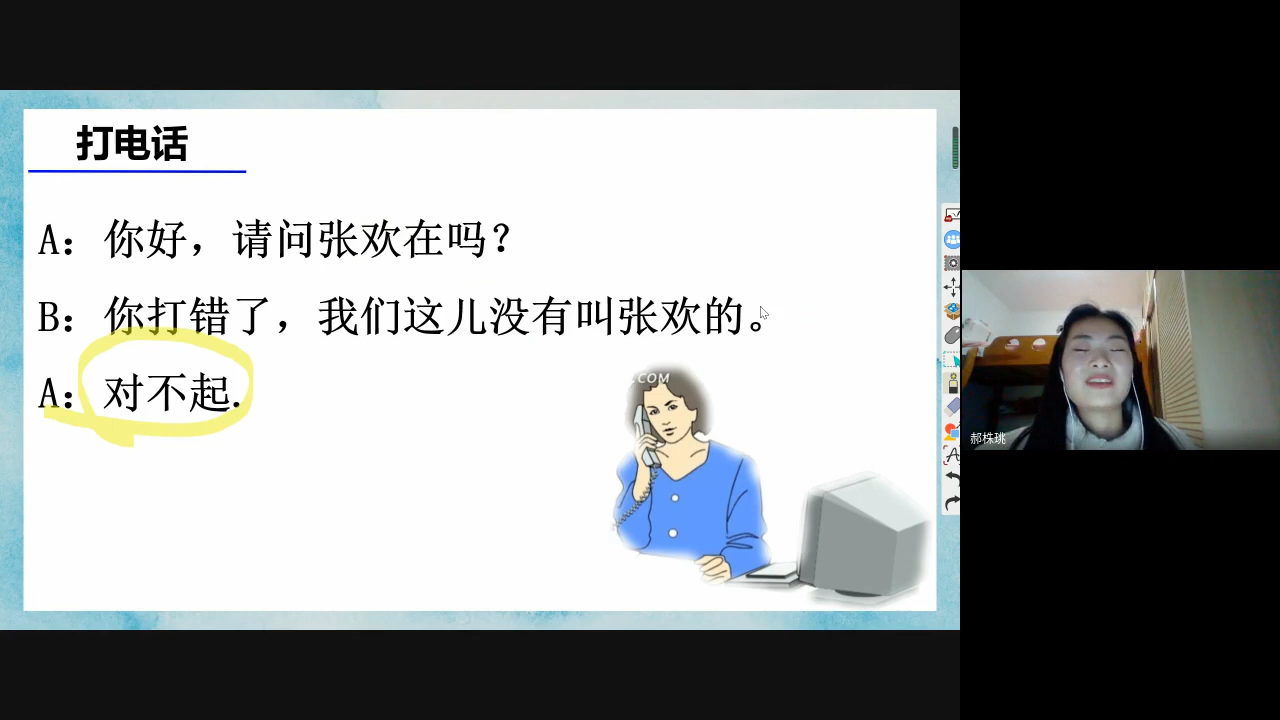 打电话
A：你好，请问张欢在吗？
B：你打错了，我们这儿没有叫张欢的。
A：对不起.
.COM
郝株珧